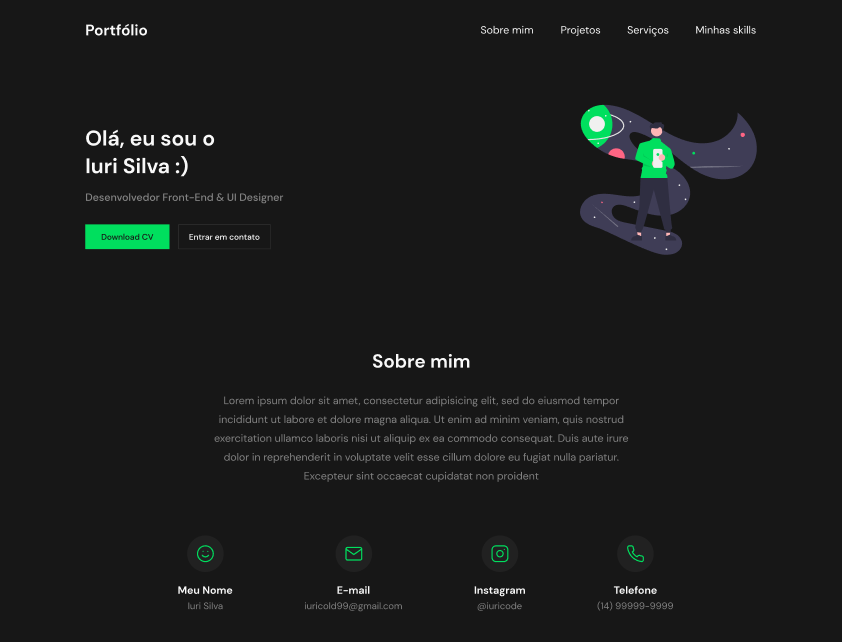 Portfólio
Sobre mim
Projetos
Serviços
Minhas skills
Olá, eu sou o
Iuri Silva :)
Desenvolvedor Front-End & UI Designer
Download CV
Entrar em contato
Sobre mim
Lorem ipsum dolor sit amet, consectetur adipisicing elit, sed do eiusmod tempor
incididunt ut labore et dolore magna aliqua. Ut enim ad minim veniam, quis nostrud
exercitation ullamco laboris nisi ut aliquip ex ea commodo consequat. Duis aute irure
dolor in reprehenderit in voluptate velit esse cillum dolore eu fugiat nulla pariatur.
Excepteur sint occaecat cupidatat non proident
Meu Nome
Iuri Silva
E-mail
iuricold99@gmail.com
Instagram
@iuricode
Telefone
(14) 99999-9999